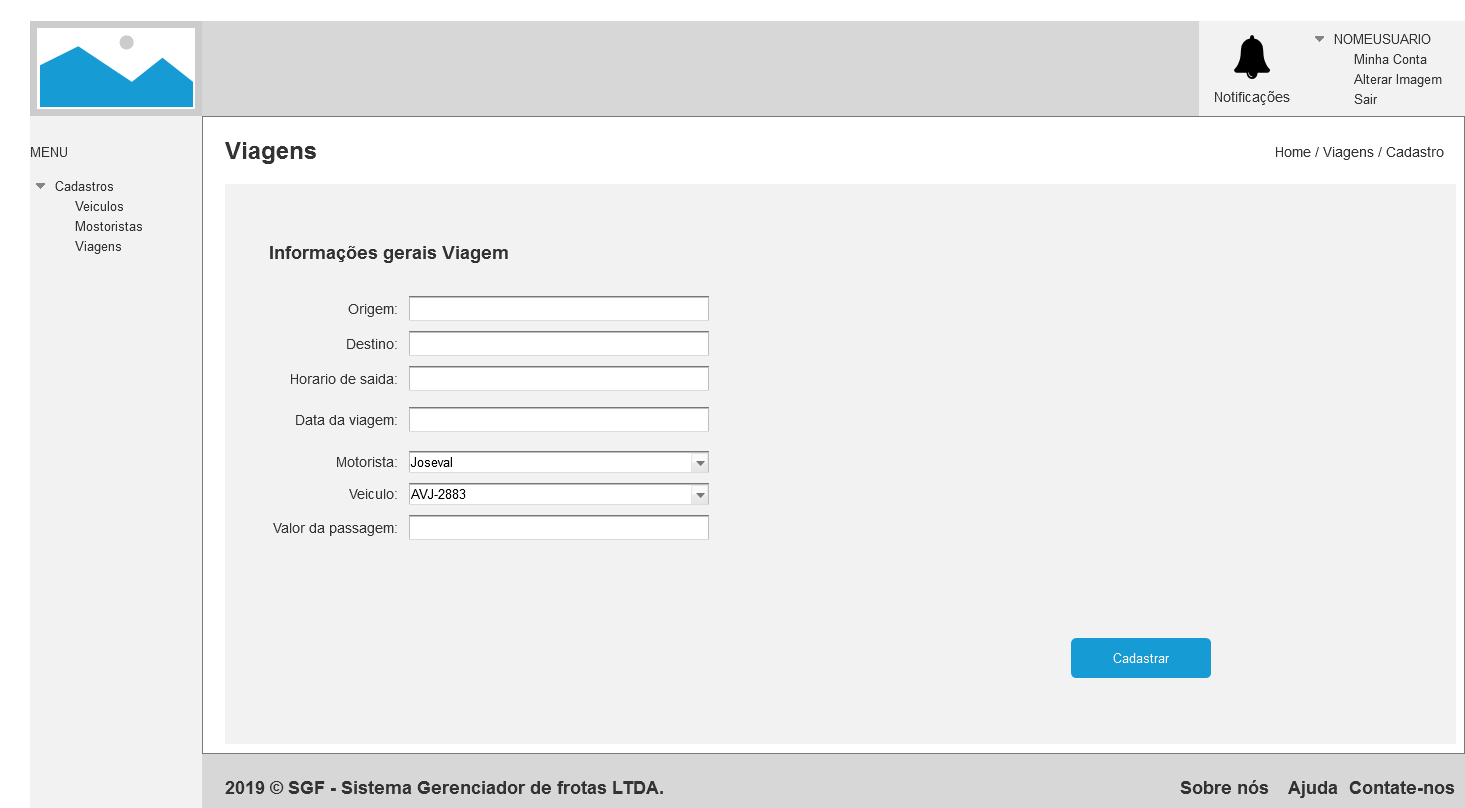 NOMEUSUARIO
Minha Conta
Alterar Imagem
Sair
Notificações
MENU
Cadastros
Veiculos
Mostoristas
Viagens
Viagens
Home / Viagens / Cadastro
Informações gerais Viagem
Origem:
Destino:
Horario de saida:
Data da viagem:
Motorista: Joseval
Veiculo: AVJ-2883
Valor da passagem:
Cadastrar
2019 © SGF - Sistema Gerenciador de frotas LTDA.
Sobre nós Ajuda Contate-nos